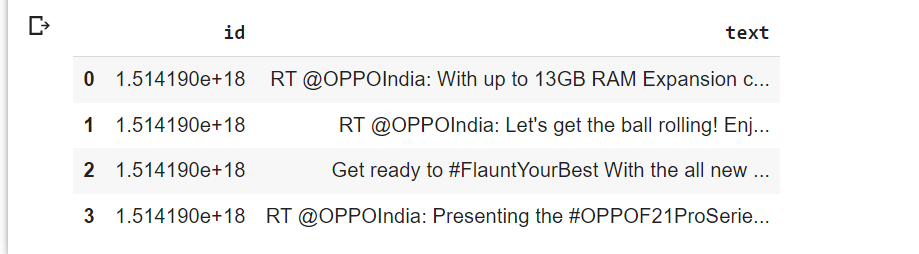 id text
0 1.514190e+18 RT @OPPOIndia: With up to 13GB RAM Expansion c...
1 1.514190e+18 RT @OPPOIndia: Let's get the ball rolling! Enj...
2 1.514190e+18 Get ready to #FlauntYourBest With the all new ...
3 1.514190e+18 RT @OPPOIndia: Presenting the #OPPOF21ProSerie...